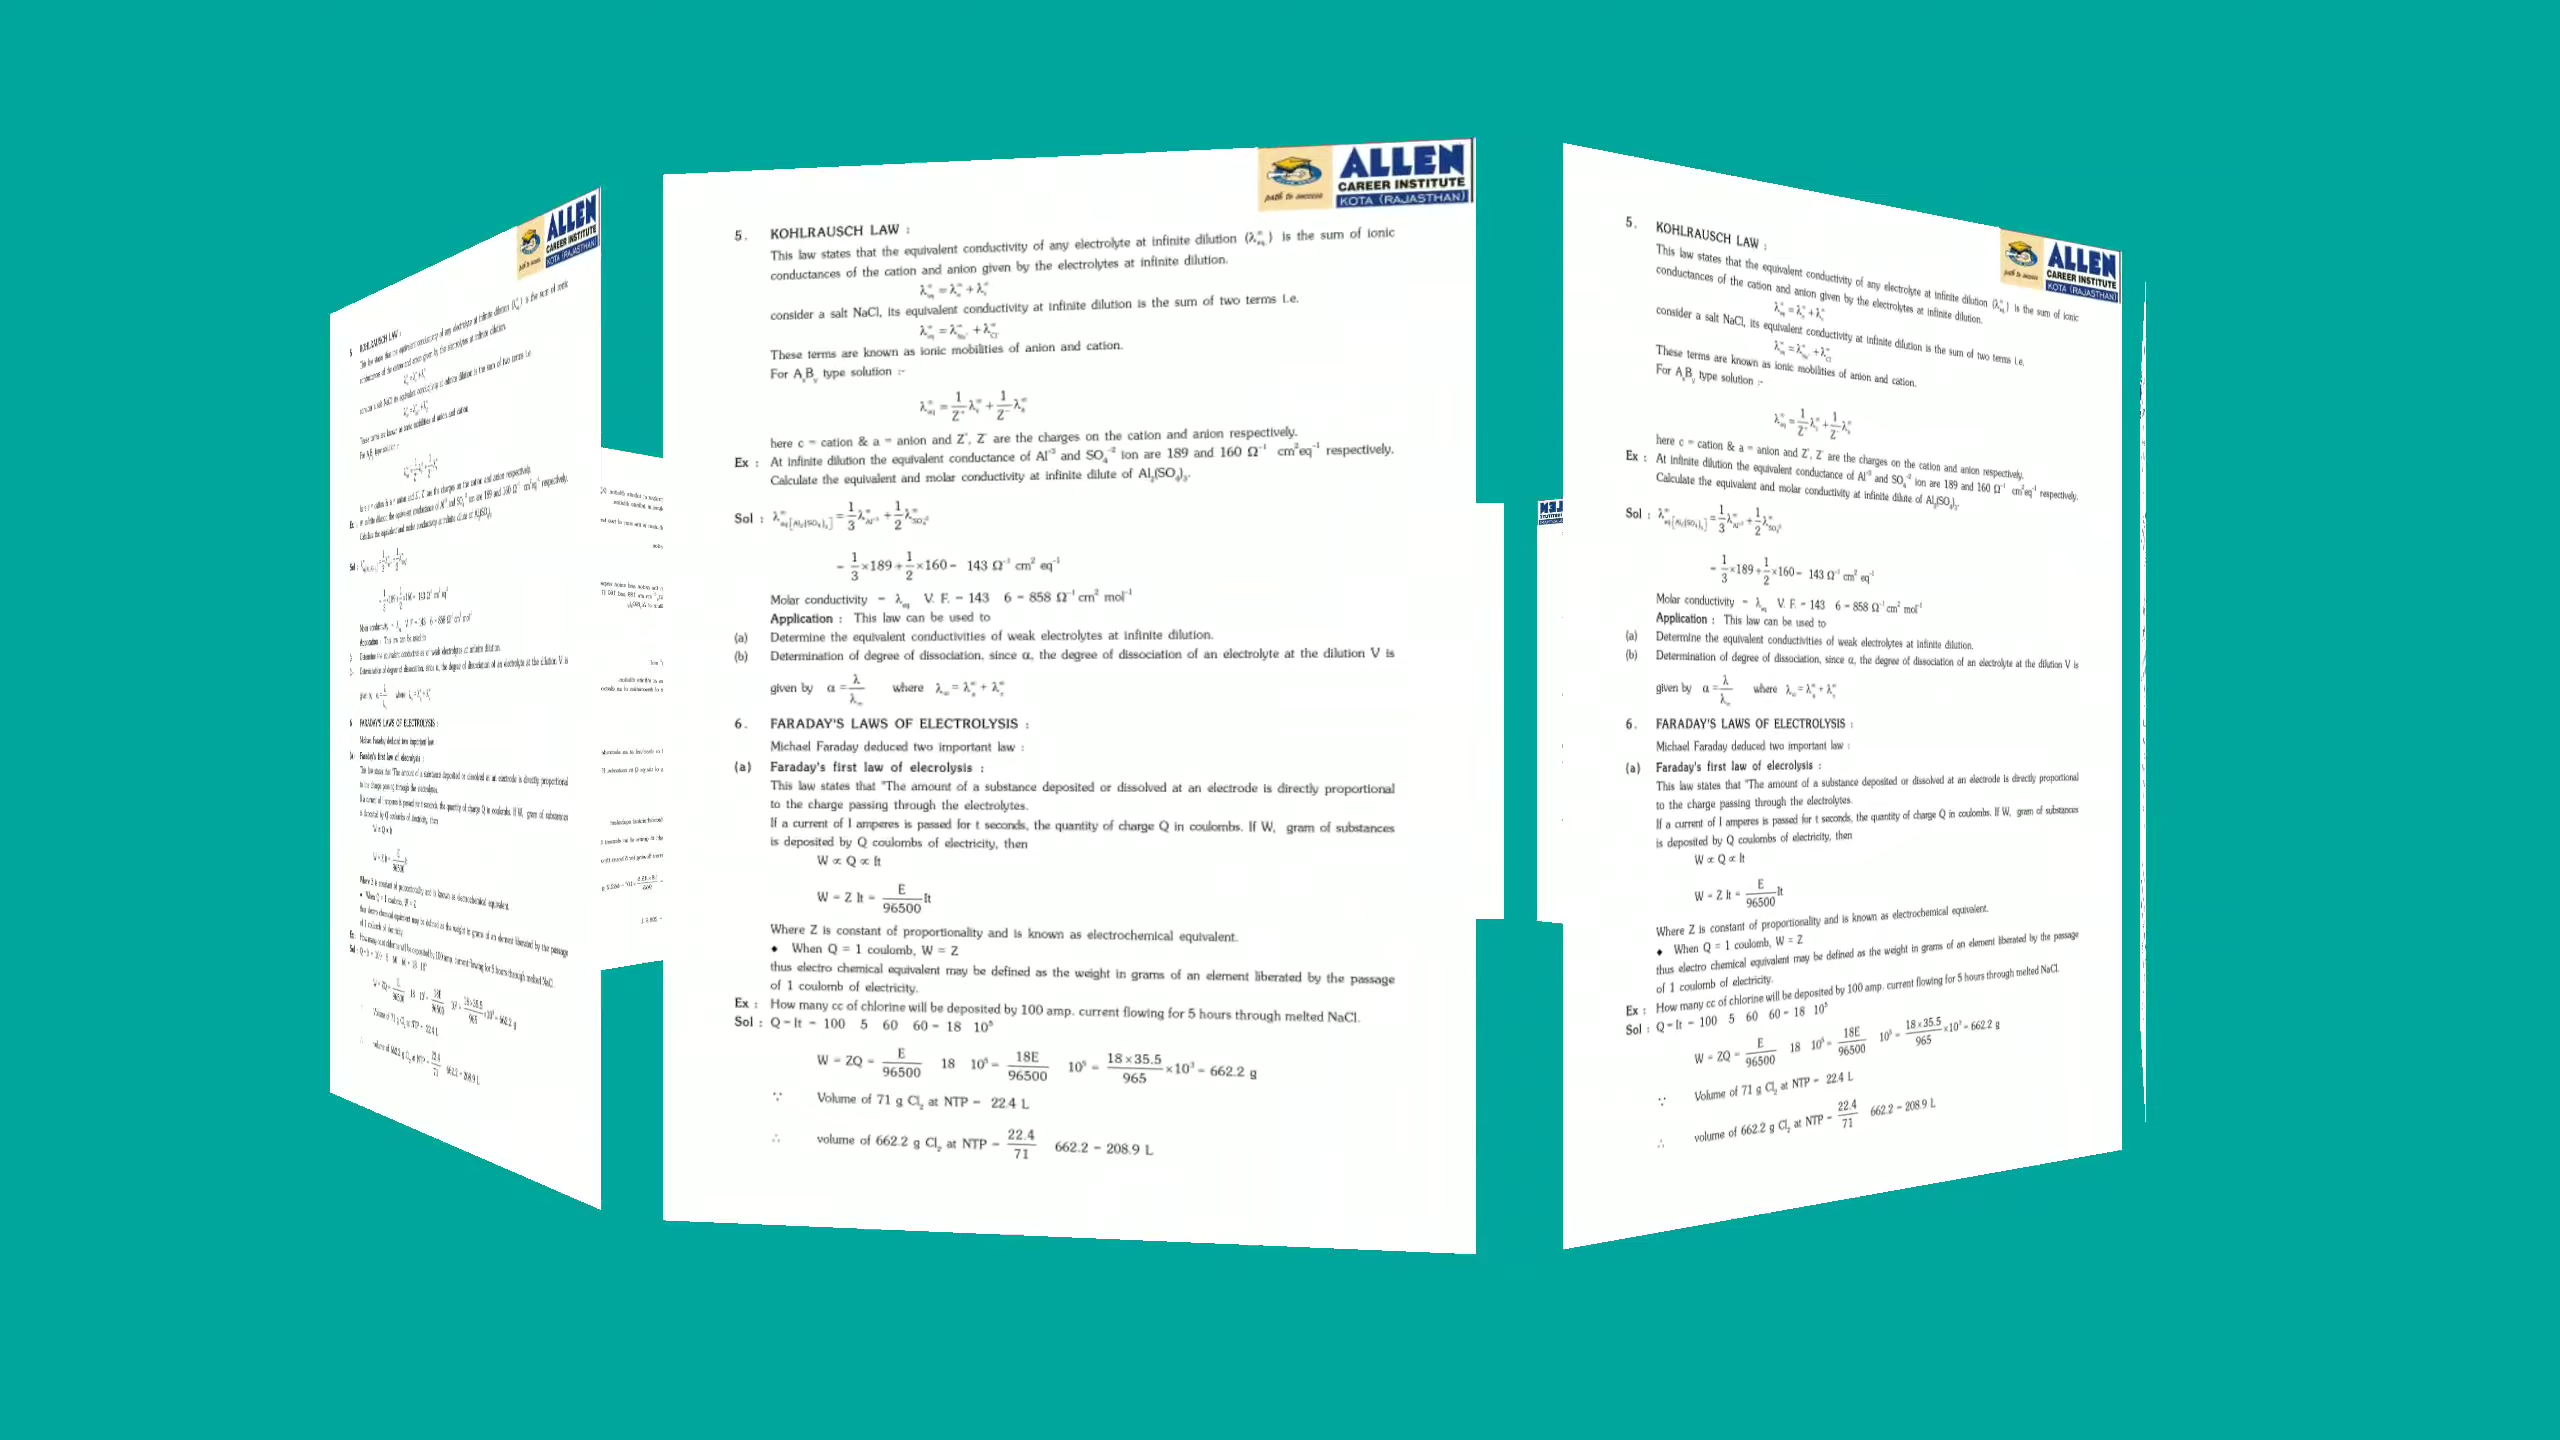 path to success
ALLEN
CAREER INSTITUTE
KOTA (RAJASTHAN)
5. KOHLRAUSCH LAW :
This law states that the equivalent conductivity of any electrolyte at infinite dilution (λ∞eq) is the sum of ionic
conductances of the cation and anion given by the electrolytes at infinite dilution.
λ∞eq = λ∞c + λ∞a
consider a salt NaCl, its equivalent conductivity at infinite dilution is the sum of two terms i.e.
λ∞eq = λ∞Na+ + λ∞Cl-
These terms are known as ionic mobilities of anion and cation.
For AxBy type solution :-
λ∞eq = 1/Z+ λ∞c + 1/Z- λ∞a
here c = cation & a = anion and Z+, Z- are the charges on the cation and anion respectively.
Ex : At infinite dilution the equivalent conductance of Al+3 and SO4-2 ion are 189 and 160 Ω-1 cm2eq-1 respectively.
Calculate the equivalent and molar conductivity at infinite dilute of Al2(SO4)3.
Sol : λ∞eq[Al2(SO4)3] = 1/3 λ∞Al+3 + 1/2 λ∞SO4-2
= 1/3 ×189 + 1/2 ×160 = 143 Ω-1 cm2 eq-1
Molar conductivity = λeq V. F. = 143 6 = 858 Ω-1 cm2 mol-1
Application : This law can be used to
(a) Determine the equivalent conductivities of weak electrolytes at infinite dilution.
(b) Determination of degree of dissociation, since α, the degree of dissociation of an electrolyte at the dilution V is
given by α = λ/λ∞ where λ∞ = λ∞a + λ∞c
6. FARADAY'S LAWS OF ELECTROLYSIS :
Michael Faraday deduced two important law :
(a) Faraday's first law of elecrolysis :
This law states that "The amount of a substance deposited or dissolved at an electrode is directly proportional
to the charge passing through the electrolytes.
If a current of I amperes is passed for t seconds, the quantity of charge Q in coulombs. If W, gram of substances
is deposited by Q coulombs of electricity, then
W ∝ Q ∝ It
W = Z It = E/96500 It
Where Z is constant of proportionality and is known as electrochemical equivalent.
♦ When Q = 1 coulomb, W = Z
thus electro chemical equivalent may be defined as the weight in grams of an element liberated by the passage
of 1 coulomb of electricity.
Ex : How many cc of chlorine will be deposited by 100 amp. current flowing for 5 hours through melted NaCl.
Sol : Q = It = 100 5 60 60 = 18 10⁵
W = ZQ = E/96500 18 10⁵ = 18E/96500 10⁵ = 18×35.5/965 ×10³ = 662.2 g
∵ Volume of 71 g Cl2 at NTP = 22.4 L
∴ volume of 662.2 g Cl2 at NTP = 22.4/71 662.2 = 208.9 L